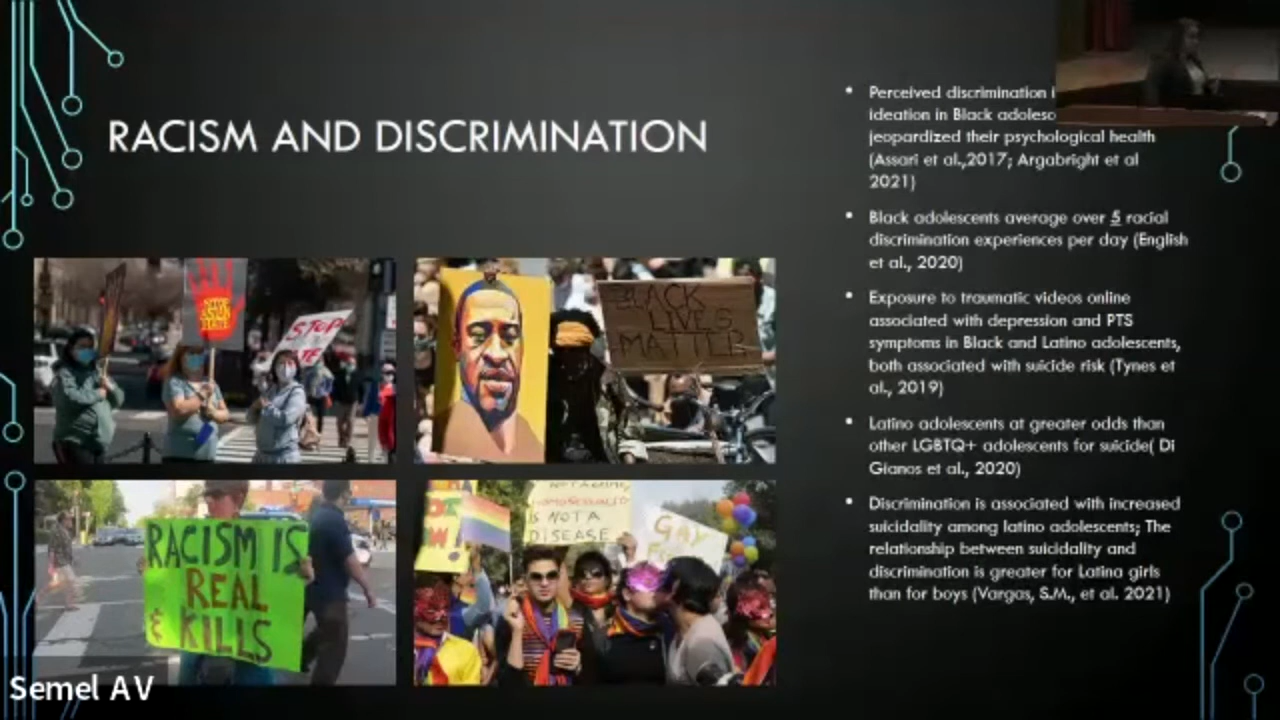 RACISM AND DISCRIMINATION
Perceived discrimination
ideation in Black
jeopardized their psychological health
(Assari et al.,2017; Argabright et al
2021)
Black adolescents average over 5 racial
discrimination experiences per day (English
et al., 2020)
Exposure to traumatic videos online
associated with depression and PTS
symptoms in Black and Latino adolescents,
both associated with suicide risk (Tynes et
al., 2019)
Latino adolescents at greater odds than
other LGBTQ+ adolescents for suicide( Di
Gianos et al., 2020)
Discrimination is associated with increased
suicidality among latino adolescents; The
relationship between suicidality and
discrimination is greater for Latina girls
than for boys (Vargas, S.M., et al. 2021)
STOP
BLACK
LIVES
MATTER
RACISM IS
REAL
& KILLS
IS NOT A
DISEASE
GAY
Semel AV